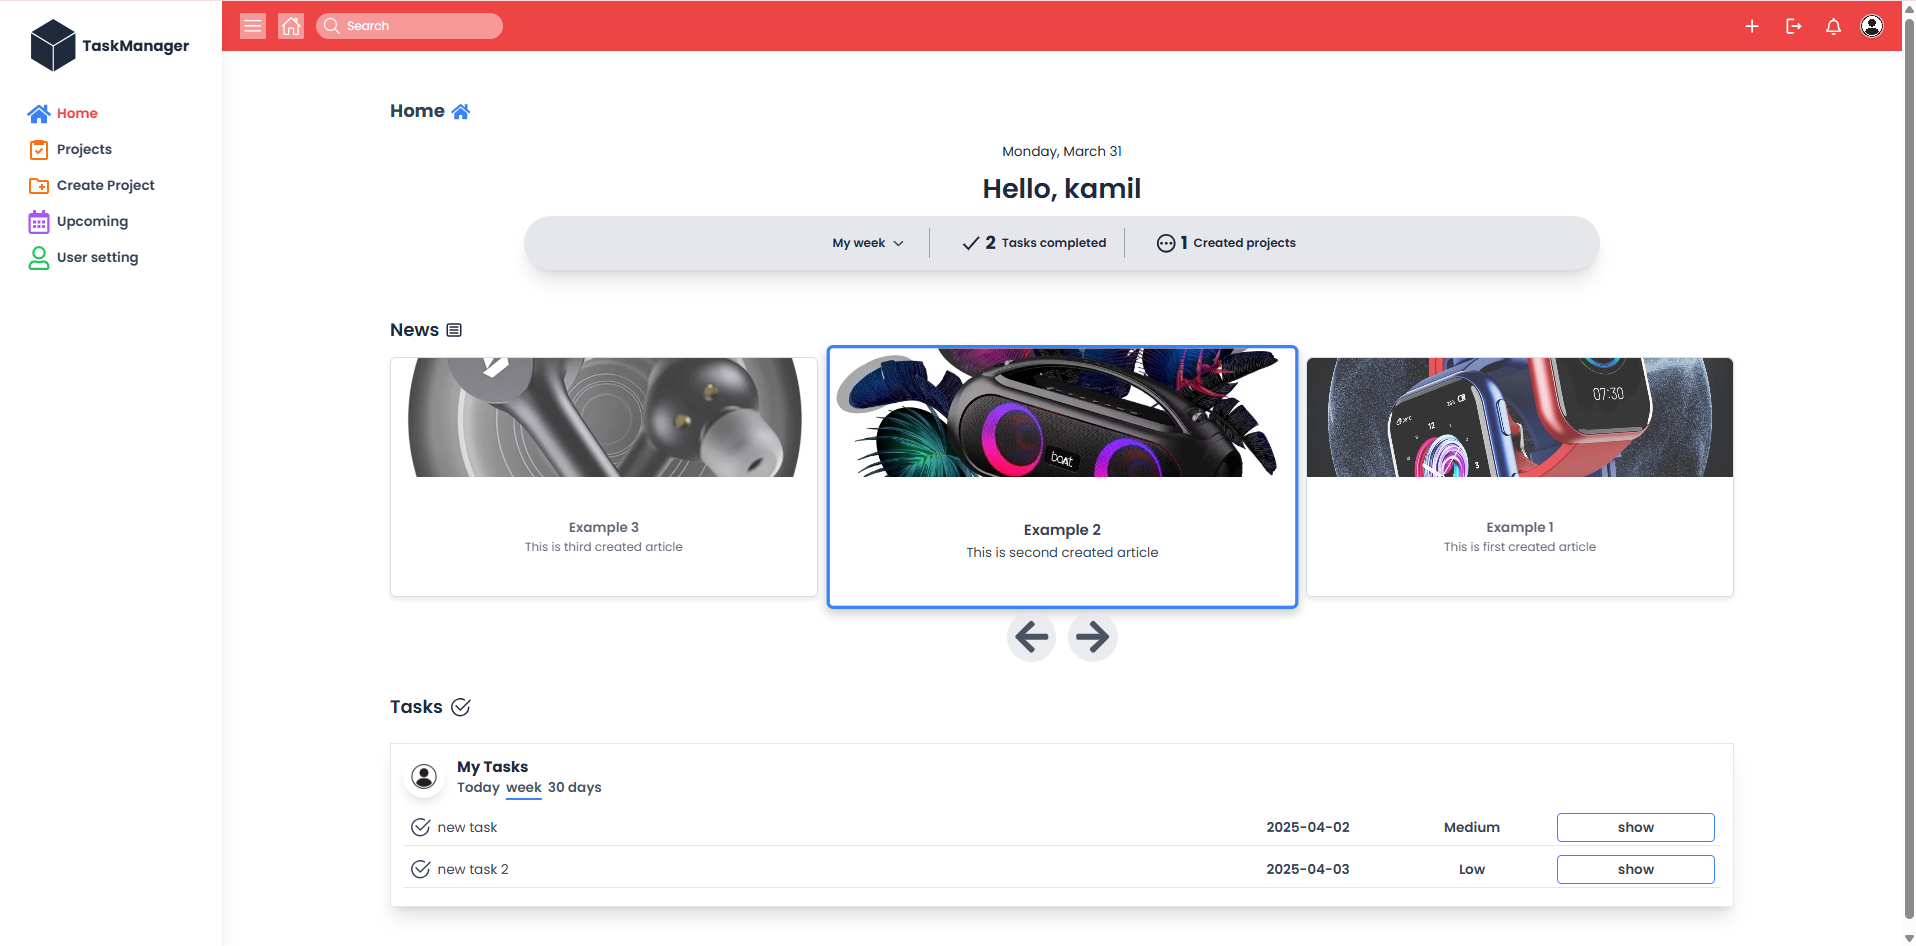 TaskManager
Search
Home
Projects
Create Project
Upcoming
User setting
Home
Monday, March 31
Hello, kamil
My week
2 Tasks completed
1 Created projects
News
boAt
07:30
12
3
Example 3
This is third created article
Example 2
This is second created article
Example 1
This is first created article
Tasks
My Tasks
Today week 30 days
new task 2025-04-02 Medium show
new task 2 2025-04-03 Low show